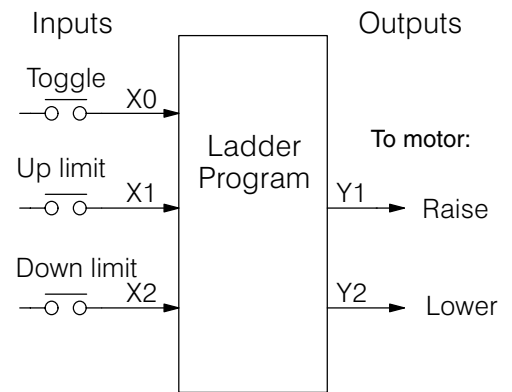 Inputs
Outputs
Toggle
X0
Ladder
Program
To motor:
Up limit
X1
Y1
Raise
Down limit
X2
Y2
Lower